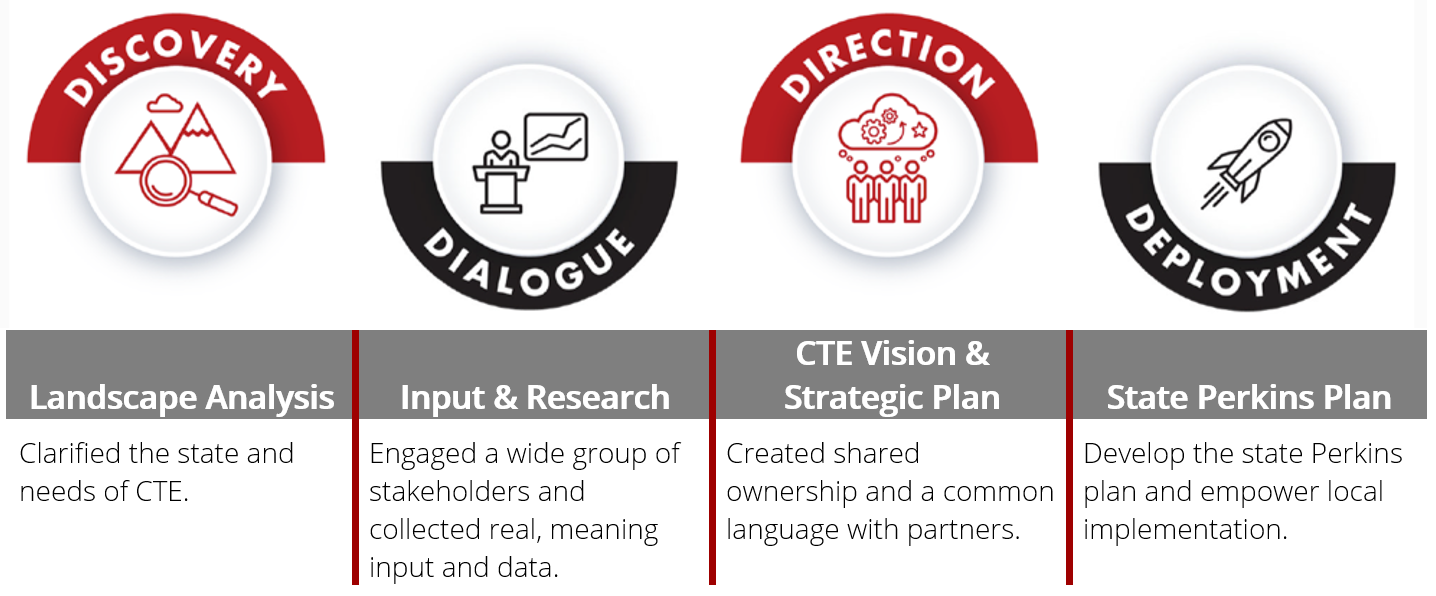 DISCOVERY
DIALOGUE
DIRECTION
DEPLOYMENT
Landscape Analysis
Clarified the state and
needs of CTE.
Input & Research
Engaged a wide group of
stakeholders and
collected real, meaning
input and data.
CTE Vision &
Strategic Plan
Created shared
ownership and a common
language with partners.
State Perkins Plan
Develop the state Perkins
plan and empower local
implementation.